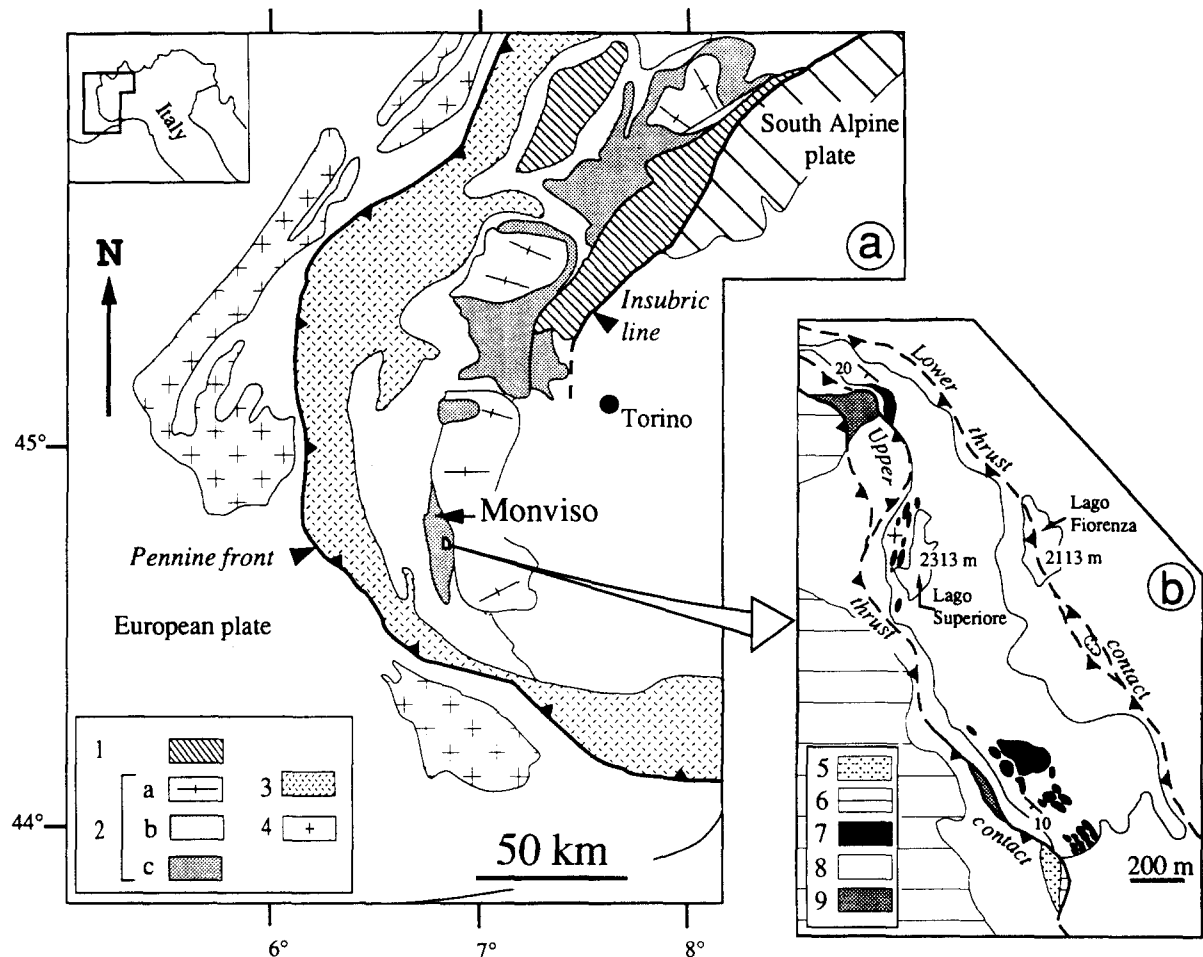 Italy
South Alpine
plate
a
N
Insubric
line
Torino
45°
Monviso
Pennine front
European plate
1
a
2
b
c
3
4
44°
50 km
6°
7°
8°
Lower
thrust
contact
20
Upper
thrust
contact
Lago
Fiorenza
2313 m
2113 m
Lago
Superiore
b
10
5
6
7
8
9
200 m